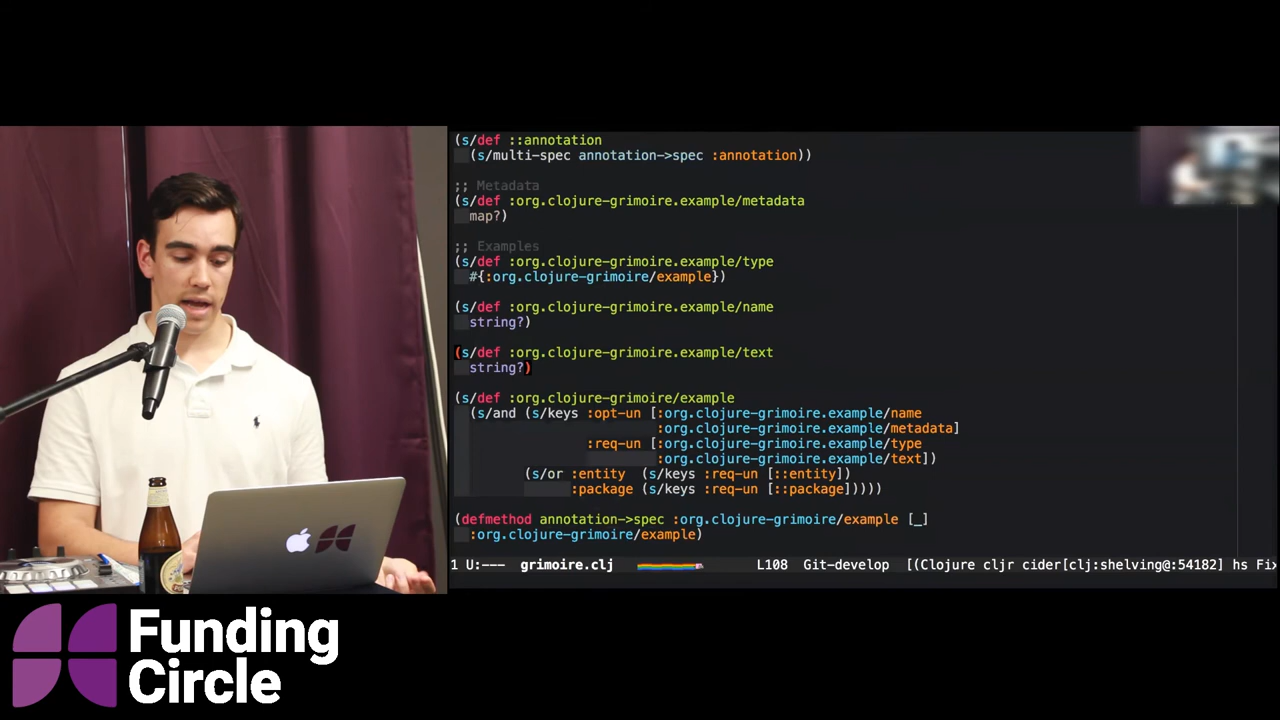 (s/def ::annotation
(s/multi-spec annotation->spec :annotation))
;; Metadata
(s/def :org.clojure-grimoire.example/metadata
map?)
;; Examples
(s/def :org.clojure-grimoire.example/type
#{:org.clojure-grimoire/example})
(s/def :org.clojure-grimoire.example/name
string?)
(s/def :org.clojure-grimoire.example/text
string?)
(s/def :org.clojure-grimoire/example
(s/and (s/keys :opt-un [:org.clojure-grimoire.example/name
:org.clojure-grimoire.example/metadata]
:req-un [:org.clojure-grimoire.example/type
:org.clojure-grimoire.example/text])
(s/or :entity (s/keys :req-un [::entity])
:package (s/keys :req-un [::package]))))
(defmethod annotation->spec :org.clojure-grimoire/example [_]
:org.clojure-grimoire/example)
1 U:--- grimoire.clj L108 Git-develop [(Clojure cljr cider[clj:shelving@:54182] hs Fix
Funding
Circle